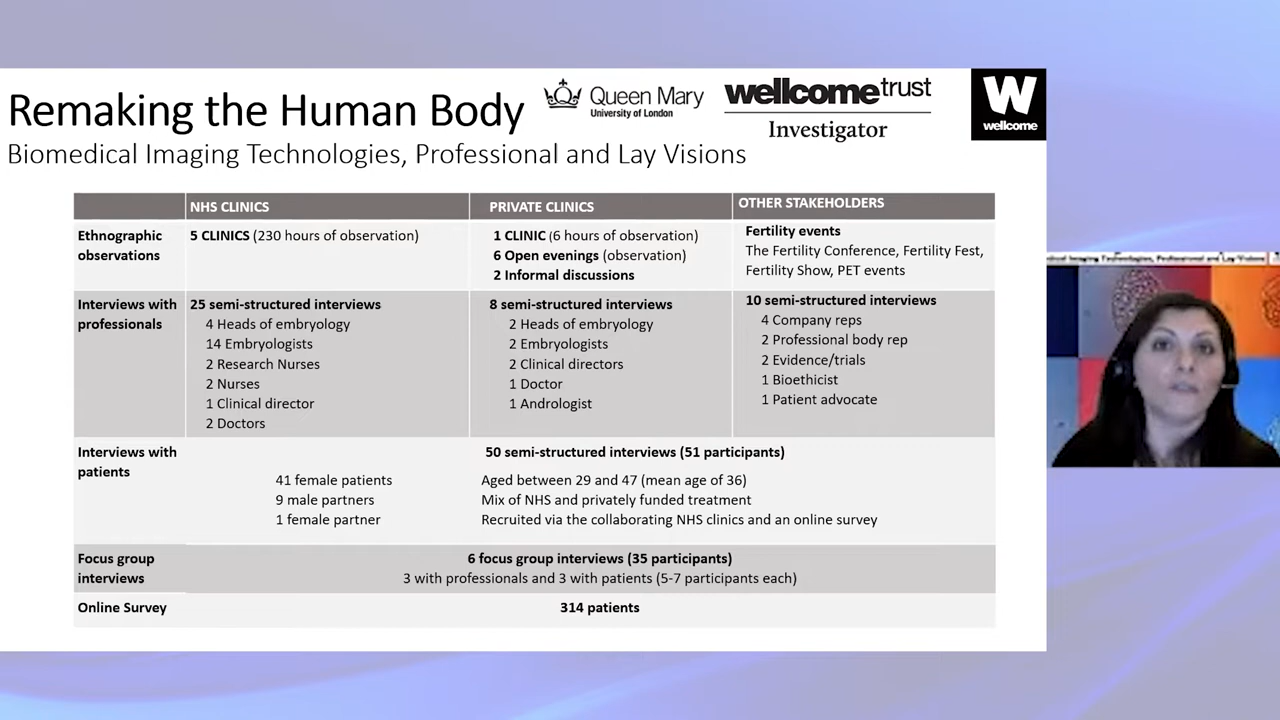 Remaking the Human Body
Queen Mary
University of London
wellcometrust
Investigator
W
wellcome
Biomedical Imaging Technologies, Professional and Lay Visions
NHS CLINICS
PRIVATE CLINICS
OTHER STAKEHOLDERS
Ethnographic
observations
5 CLINICS (230 hours of observation)
1 CLINIC (6 hours of observation)
6 Open evenings (observation)
2 Informal discussions
Fertility events
The Fertility Conference, Fertility Fest,
Fertility Show, PET events
Interviews with
professionals
25 semi-structured interviews
4 Heads of embryology
14 Embryologists
2 Research Nurses
2 Nurses
1 Clinical director
2 Doctors
8 semi-structured interviews
2 Heads of embryology
2 Embryologists
2 Clinical directors
1 Doctor
1 Andrologist
10 semi-structured interviews
4 Company reps
2 Professional body rep
2 Evidence/trials
1 Bioethicist
1 Patient advocate
Interviews with
patients
50 semi-structured interviews (51 participants)
41 female patients
9 male partners
1 female partner
Aged between 29 and 47 (mean age of 36)
Mix of NHS and privately funded treatment
Recruited via the collaborating NHS clinics and an online survey
Focus group
interviews
6 focus group interviews (35 participants)
3 with professionals and 3 with patients (5-7 participants each)
Online Survey
314 patients
Imaging Technologies, Professional and Lay Visions